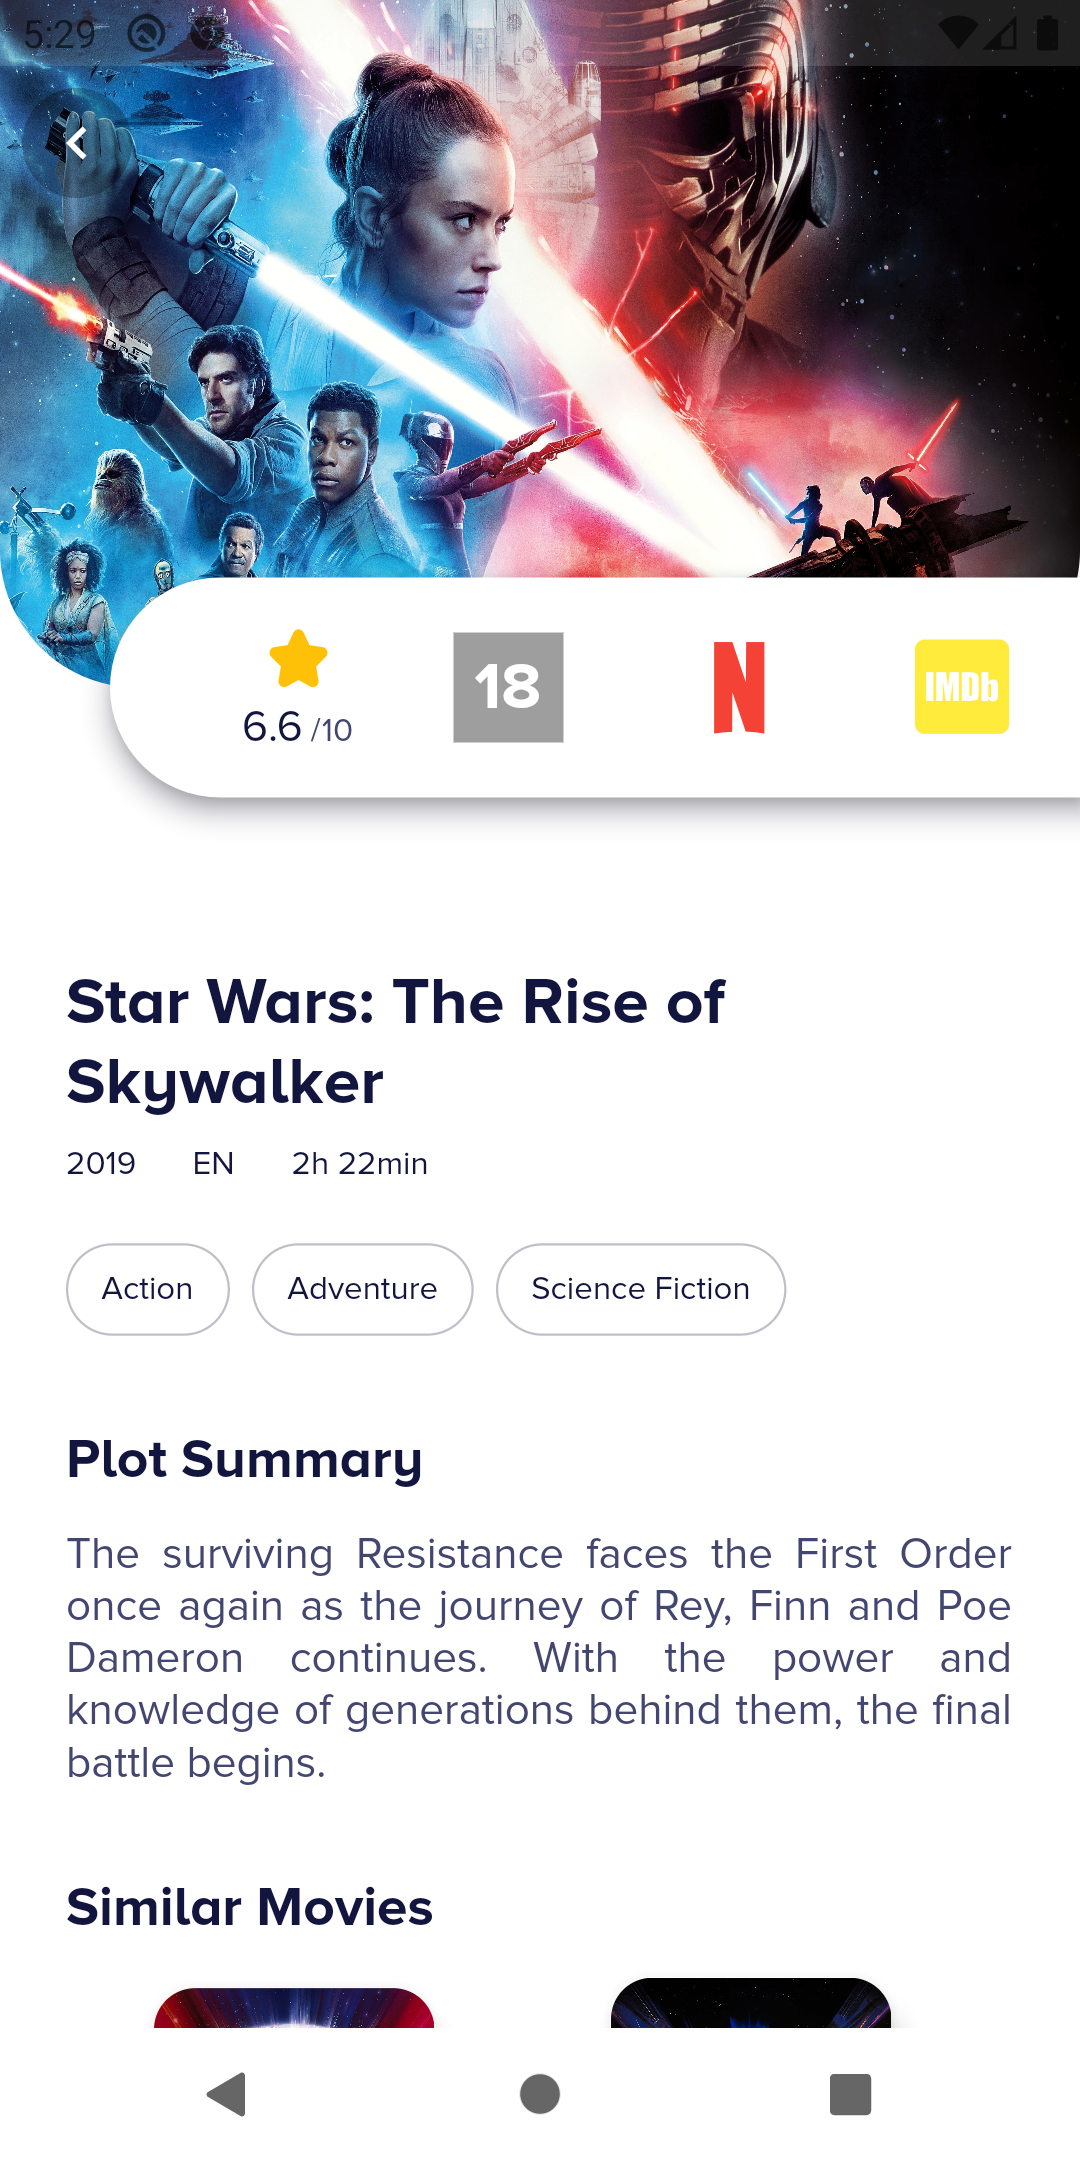 5:29
6.6 /10
18
N
IMDb
Star Wars: The Rise of
Skywalker
2019 EN 2h 22min
Action Adventure Science Fiction
Plot Summary
The surviving Resistance faces the First Order
once again as the journey of Rey, Finn and Poe
Dameron continues. With the power and
knowledge of generations behind them, the final
battle begins.
Similar Movies